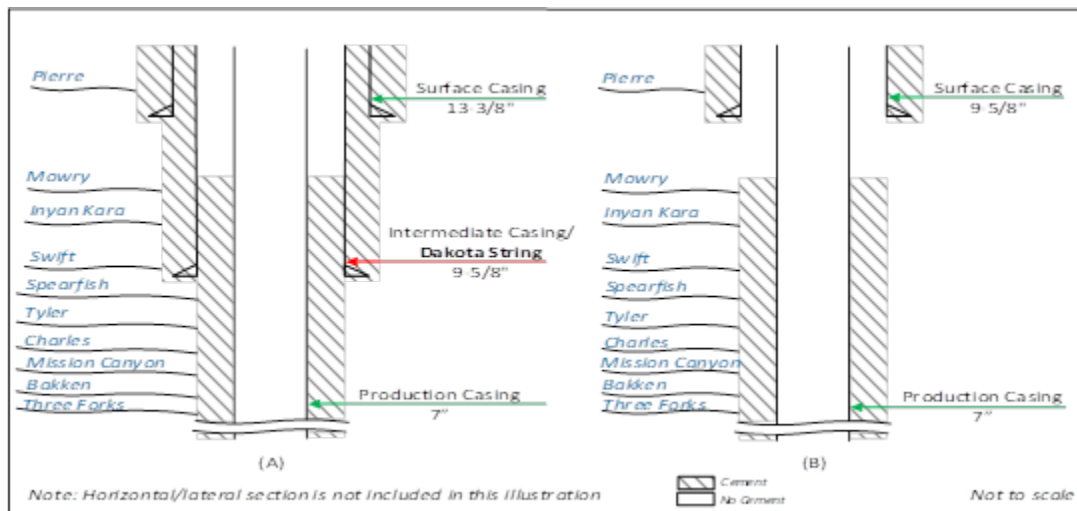 Pierre
Surface Casing
13-3/8"
Mowry
Inyan Kara
Intermediate Casing/
Dakota String
9-5/8"
Swift
Spearfish
Tyler
Charles
Mission Canyon
Bakken
Three Forks
Production Casing
7"
(A)
Pierre
Surface Casing
9-5/8"
Mowry
Inyan Kara
Swift
Spearfish
Tyler
Charles
Mission Canyon
Bakken
Three Forks
Production Casing
7"
(B)
Note: Horizontal/lateral section is not included in this illustration
Cement
No Cement
Not to scale